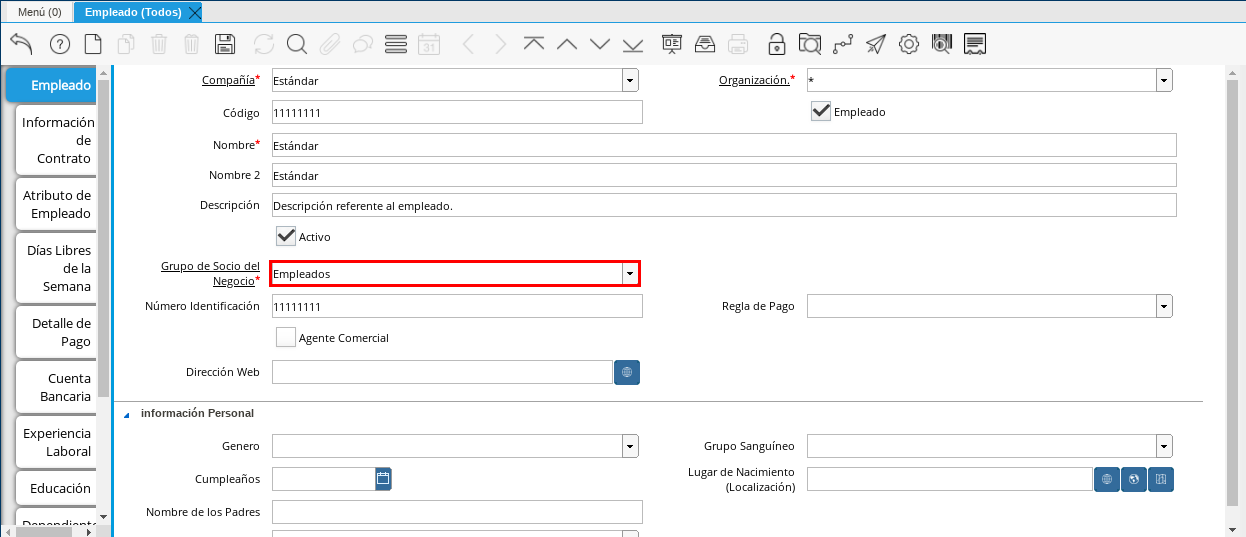 Menú (0)
Empleado (Todos)
31
Empleado
Información de Contrato
Atributo de Empleado
Días Libres de la Semana
Detalle de Pago
Cuenta Bancaria
Experiencia Laboral
Educación
Compañía* Estándar Organización.* *
Código 11111111 Empleado
Nombre* Estándar
Nombre 2 Estándar
Descripción Descripción referente al empleado.
Activo
Grupo de Socio del
Negocio* Empleados
Número Identificación 11111111 Regla de Pago
Agente Comercial
Dirección Web
información Personal
Genero Grupo Sanguíneo
Cumpleaños Lugar de Nacimiento
(Localización)
Nombre de los Padres